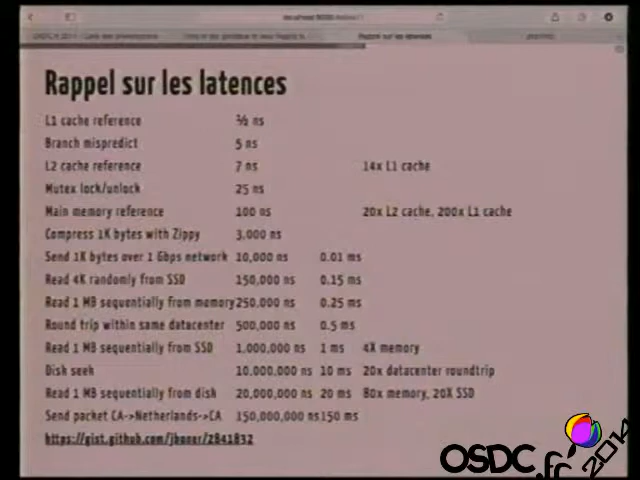 Rappel sur les latences
Rappel sur les latences
L1 cache reference ½ ns
Branch mispredict 5 ns
L2 cache reference 7 ns 14x L1 cache
Mutex lock/unlock 25 ns
Main memory reference 100 ns 20x L2 cache, 200x L1 cache
Compress 1K bytes with Zippy 3,000 ns
Send 1K bytes over 1 Gbps network 10,000 ns 0.01 ms
Read 4K randomly from SSD 150,000 ns 0.15 ms
Read 1 MB sequentially from memory 250,000 ns 0.25 ms
Round trip within same datacenter 500,000 ns 0.5 ms
Read 1 MB sequentially from SSD 1,000,000 ns 1 ms 4X memory
Disk seek 10,000,000 ns 10 ms 20x datacenter roundtrip
Read 1 MB sequentially from disk 20,000,000 ns 20 ms 80x memory, 20X SSD
Send packet CA->Netherlands->CA 150,000,000 ns 150 ms
https://gist.github.com/jboner/2841832
OSDC.fr 2014